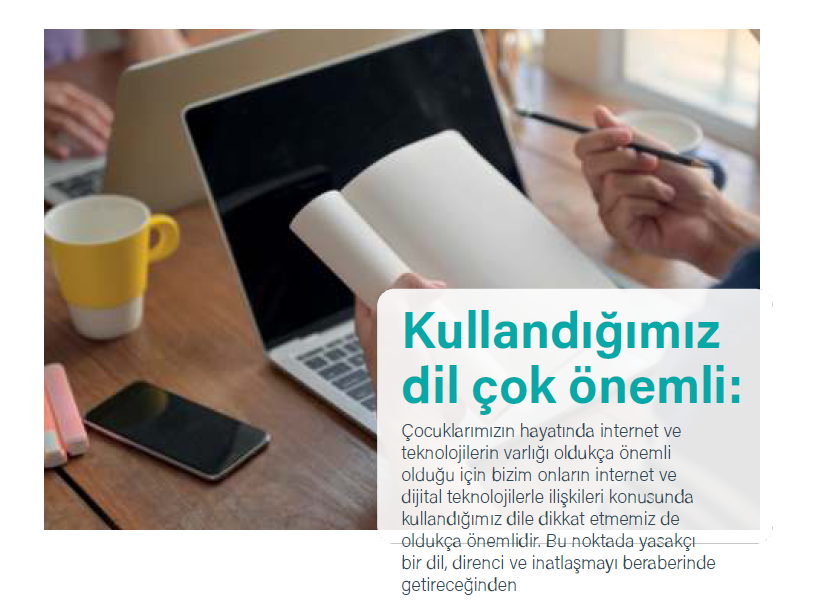 Kullandığımız
dil çok önemli:
Çocuklarımızın hayatında internet ve
teknolojilerin varlığı oldukça önemli
olduğu için bizim onların internet ve
dijital teknolojilerle ilişkileri konusunda
kullandığımız dile dikkat etmemiz de
oldukça önemlidir. Bu noktada yasakçı
bir dil, direnci ve inatlaşmayı beraberinde
getireceğinden